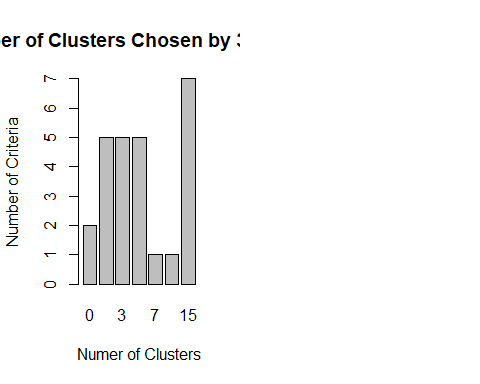 er of Clusters Chosen by
Number of Criteria
7
6
5
4
3
2
1
0
0 3 7 15
Numer of Clusters